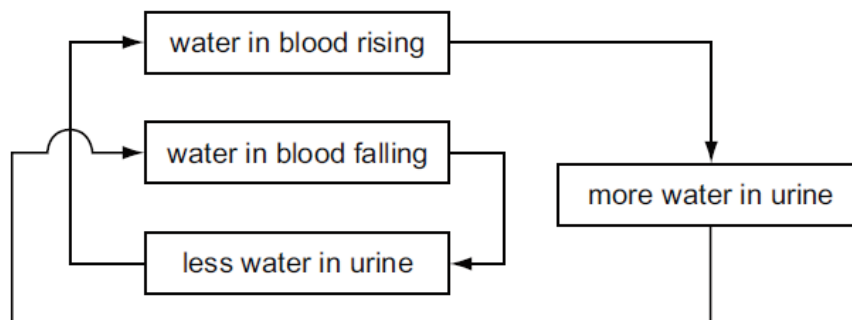 water in blood rising
water in blood falling
more water in urine
less water in urine